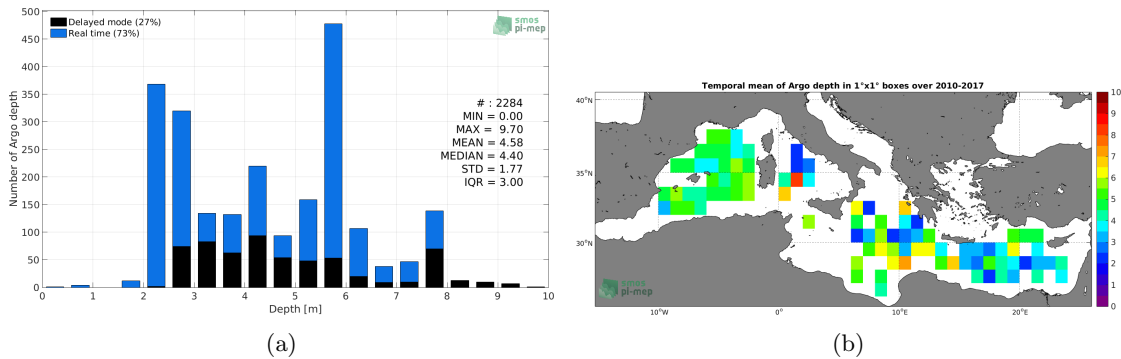 500
450
400
350
300
250
200
150
100
50
0
Number of Argo depth
Delayed mode (27%)
Real time (73%)
smos
pi-mep
# : 2284
MIN = 0.00
MAX = 9.70
MEAN = 4.58
MEDIAN = 4.40
STD = 1.77
IQR = 3.00
0 1 2 3 4 5 6 7 8 9 10
Depth [m]
(a)
Temporal mean of Argo depth in 1°x1° boxes over 2010-2017
40°N
35°N
30°N
10°W 0° 10°E 20°E
smos
pi-mep
10
9
8
7
6
5
4
3
2
1
0
(b)